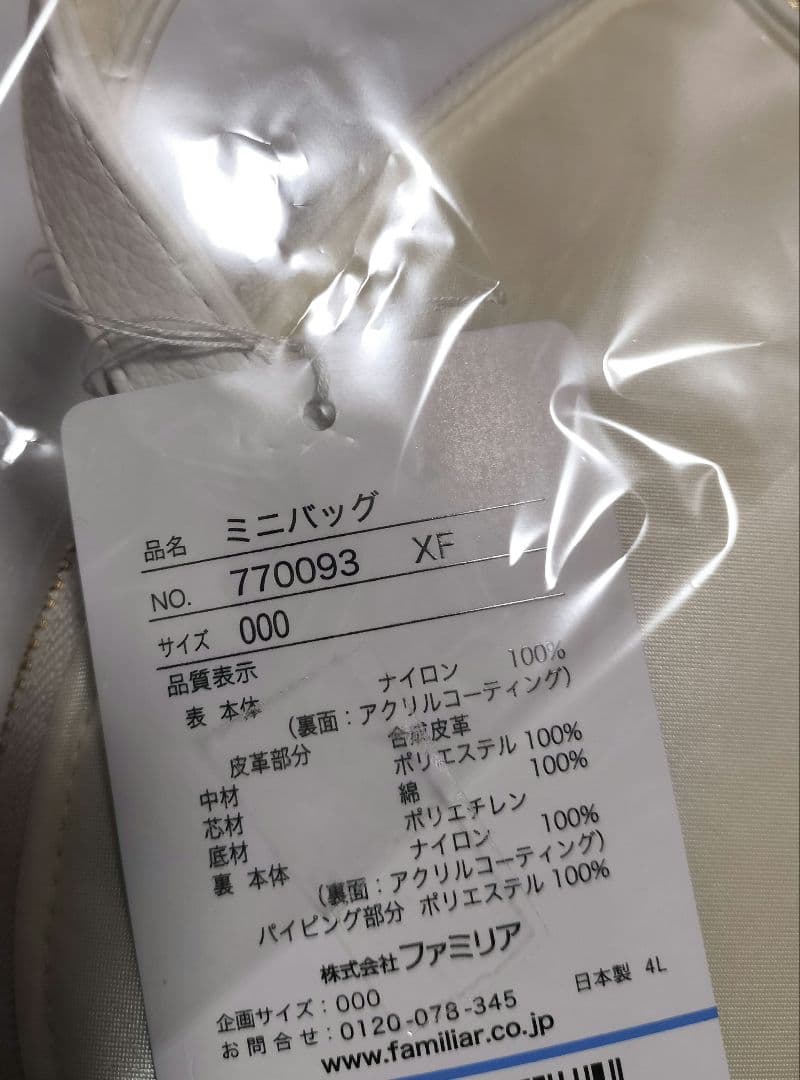 品名 ミニバッグ
NO. 770093 XF
サイズ 000
品質表示
表 本体 ナイロン 100%
(裏面:アクリルコーティング)
皮革部分 合成皮革
中材 ポリエステル 100%
芯材 綿 100%
底材 ポリエチレン
裏 本体 ナイロン 100%
(裏面:アクリルコーティング)
パイピング部分 ポリエステル 100%
株式会社ファミリア
企画サイズ:000 日本製 4L
お問合せ:0120-078-345
www.familiar.co.jp